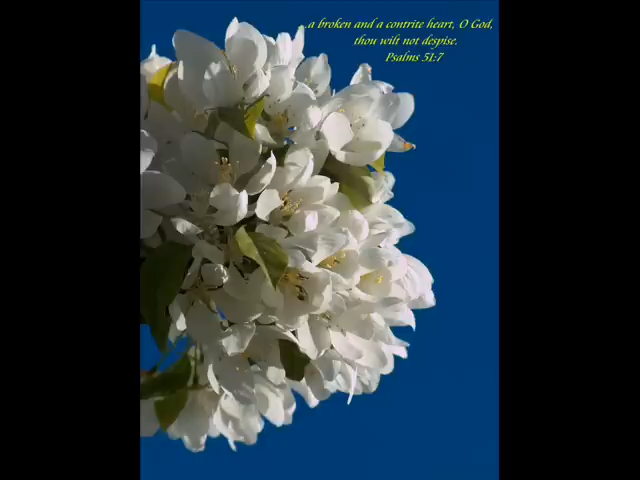 ...a broken and a contrite heart, O God,
thou wilt not despise.
Psalms 51:7